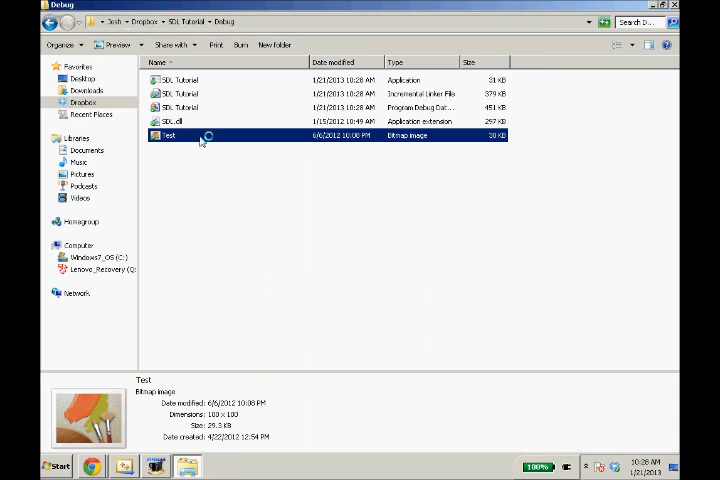 Debug
Josh ▸ Dropbox ▸ SDL Tutorial ▸ Debug
Search D...
Organize Preview Share with Print Burn New folder
Name Date modified Type Size
SDL Tutorial 1/21/2013 10:28 AM Application 31 KB
SDL Tutorial 1/21/2013 10:28 AM Incremental Linker File 379 KB
SDL Tutorial 1/21/2013 10:28 AM Program Debug Dat... 451 KB
SDL.dll 1/15/2012 10:49 AM Application extension 297 KB
Test 6/6/2012 10:08 PM Bitmap image 30 KB
Favorites
Desktop
Downloads
Dropbox
Recent Places
Libraries
Documents
Music
Pictures
Podcasts
Videos
Homegroup
Computer
Windows7_OS (C:)
Lenovo_Recovery (Q:
Network
Test
Bitmap image
Date modified: 6/6/2012 10:08 PM
Dimensions: 100 x 100
Size: 29.3 KB
Date created: 4/22/2012 12:54 PM
Start
100%
10:28 AM
1/21/2013